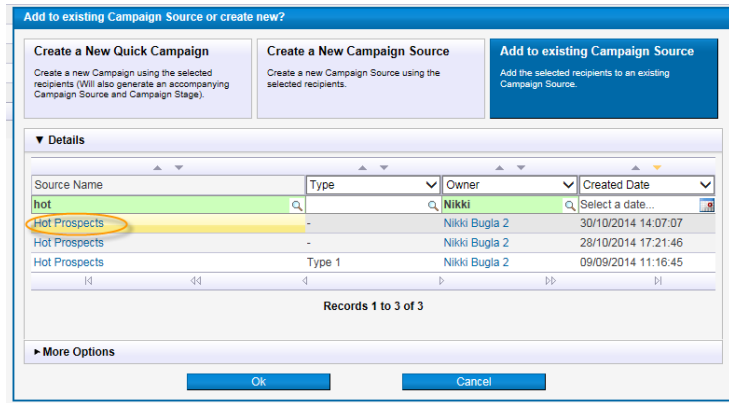 Add to existing Campaign Source or create new?
Create a New Quick Campaign
Create a new Campaign using the selected
recipients (Will also generate an accompanying
Campaign Source and Campaign Stage).
Create a New Campaign Source
Create a new Campaign Source using the
selected recipients.
Add to existing Campaign Source
Add the selected recipients to an existing
Campaign Source.
▼ Details
Source Name Type Owner Created Date
hot Nikki Select a date...
Hot Prospects - Nikki Bugla 2 30/10/2014 14:07:07
Hot Prospects - Nikki Bugla 2 28/10/2014 17:21:46
Hot Prospects Type 1 Nikki Bugla 2 09/09/2014 11:16:45
Records 1 to 3 of 3
► More Options
Ok Cancel